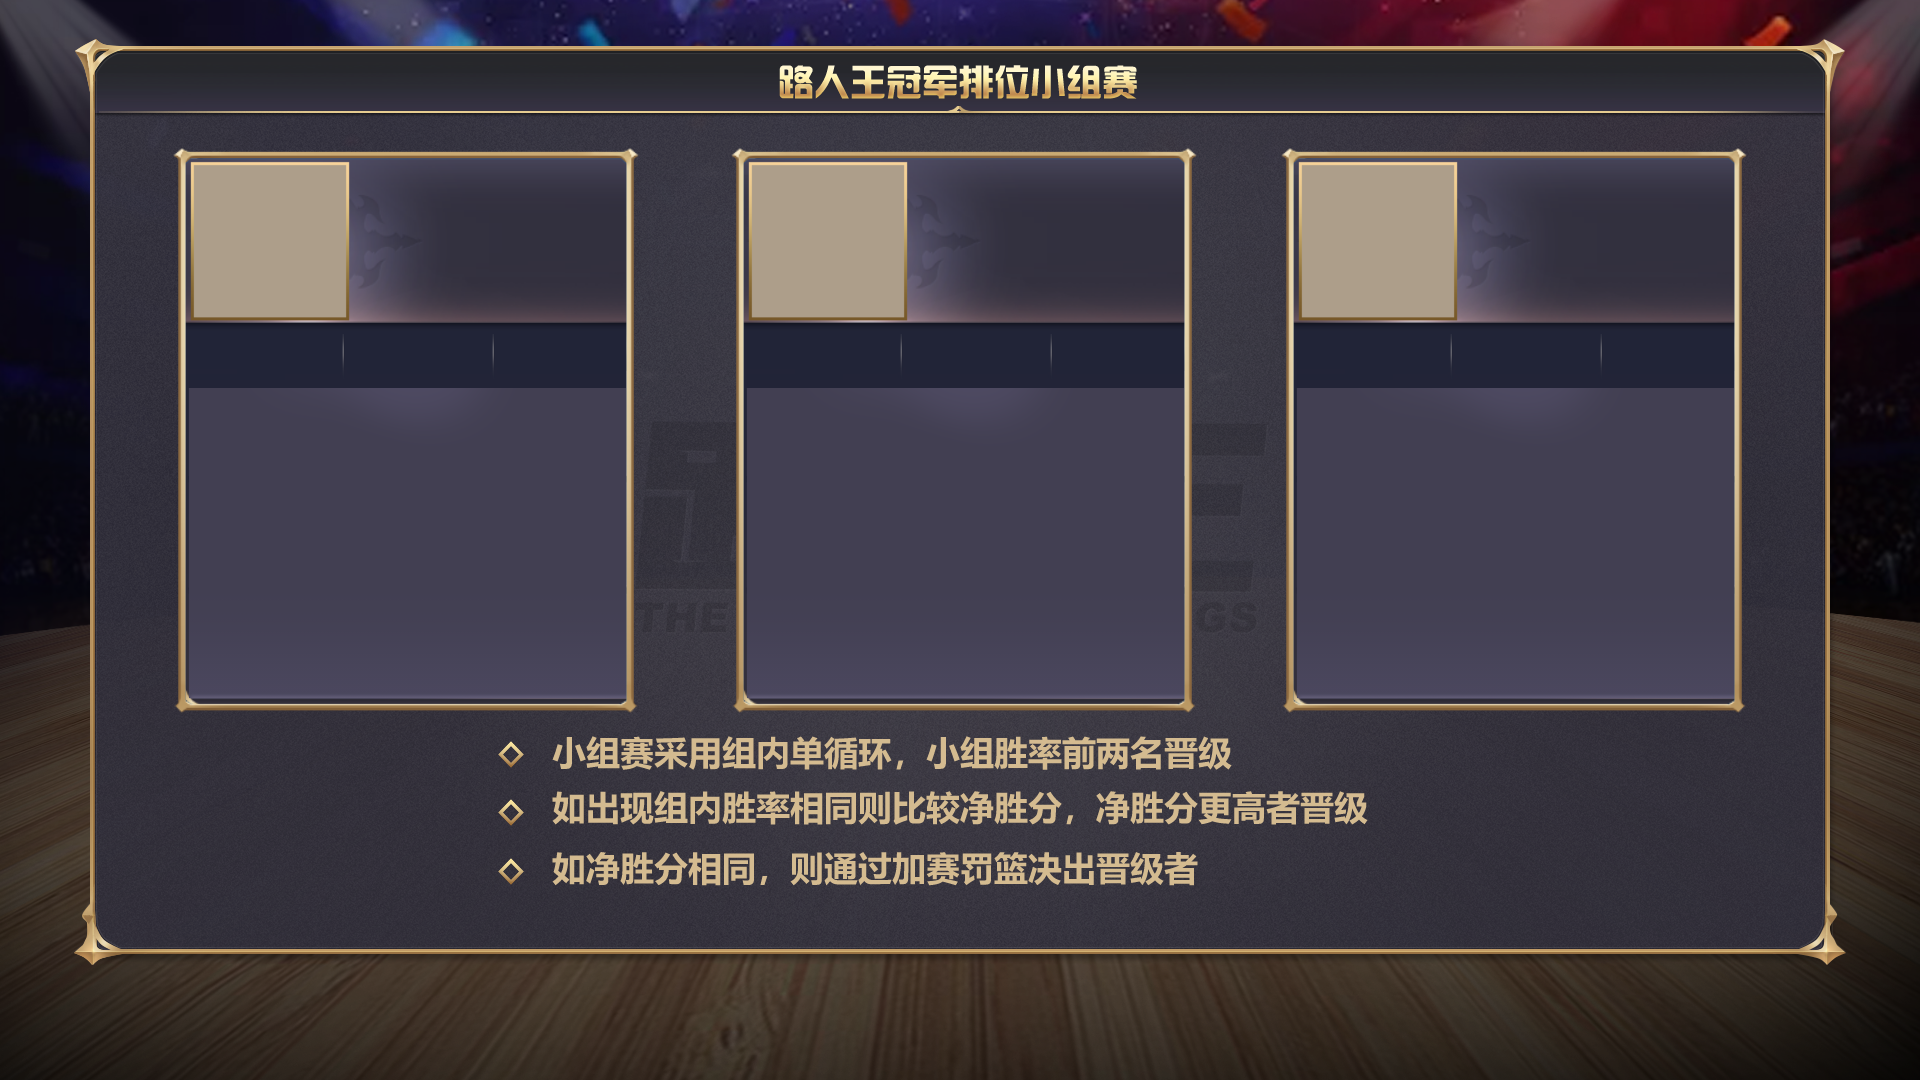 路人王冠军排位小组赛
THE GS
小组赛采用组内单循环，小组胜率前两名晋级
如出现组内胜率相同则比较净胜分，净胜分更高者晋级
如净胜分相同，则通过加赛罚篮决出晋级者